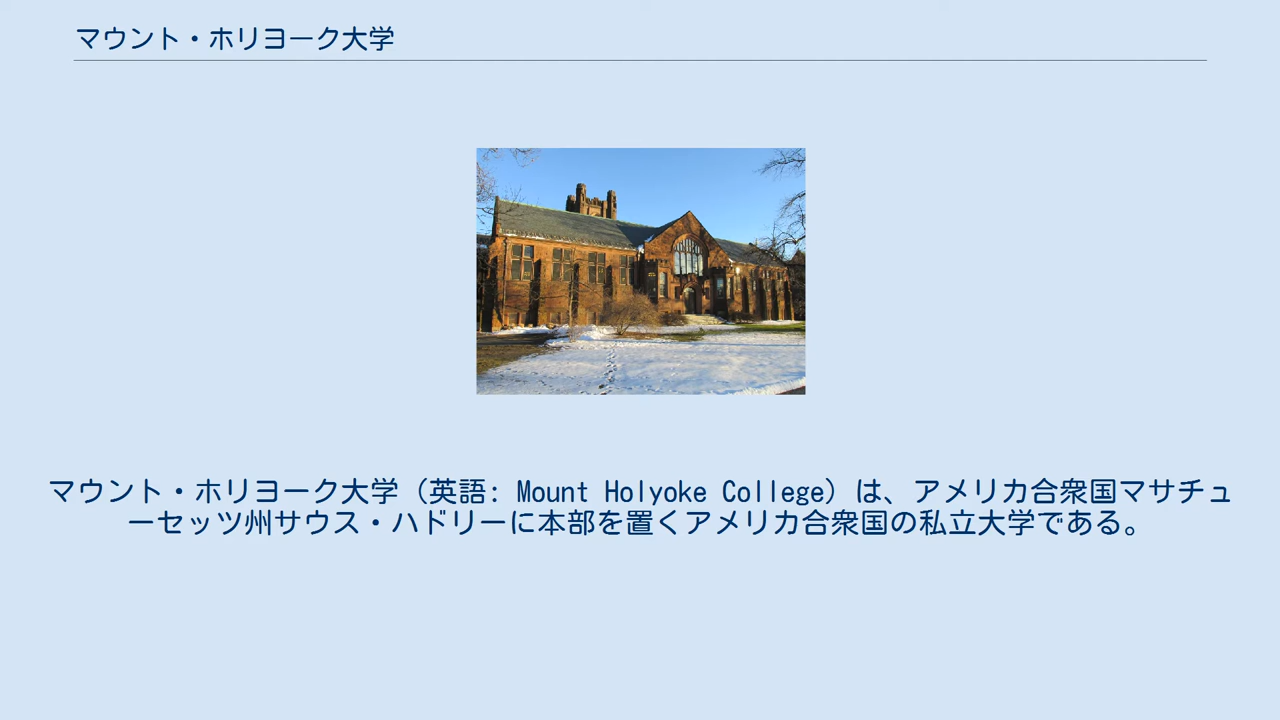 マウント・ホリヨーク大学
マウント・ホリヨーク大学（英語: Mount Holyoke College）は、アメリカ合衆国マサチュ
ーセッツ州サウス・ハドリーに本部を置くアメリカ合衆国の私立大学である。